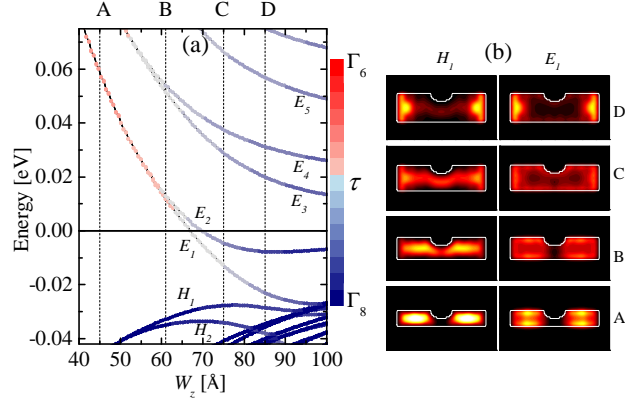 A B C D
(a)
Energy [eV]
0.06
0.04
0.02
0.00
-0.02
-0.04
E5
E4
E3
E2
E1
H1
H2
40 50 60 70 80 90 100
Wz [Å]
Γ6
τ
Γ8
(b)
H1 E1
D
C
B
A